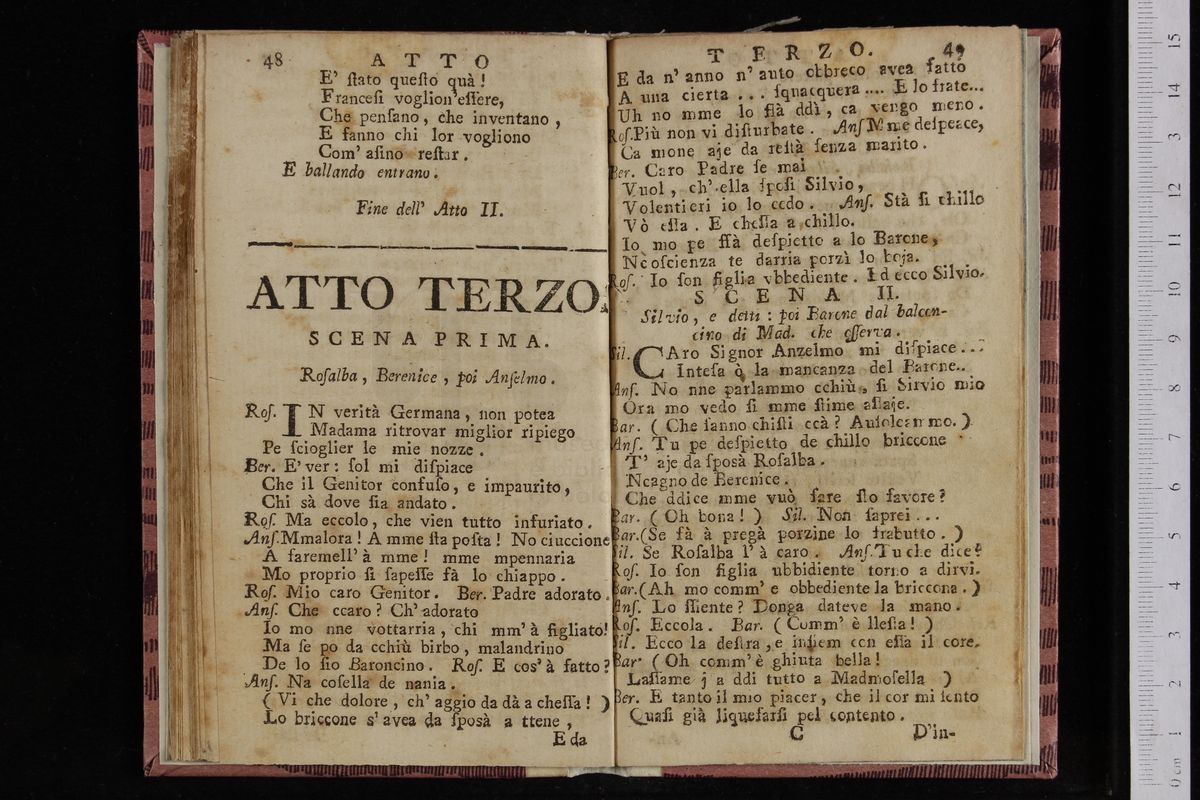 48 ATTO
E' ſtato queſto quà!
Franceſi voglion'eſſere,
Che penſano, che inventano,
E fanno chi lor vogliono
Com' aſino reſtar.
E ballando entrano.
Fine dell' Atto II.
ATTO TERZO.
SCENA PRIMA.
Roſalba, Berenice, poi Anſelmo.
Roſ. IN verità Germana, non potea
Madama ritrovar miglior ripiego
Pe ſcioglier le mie nozze.
Ber. E'ver: ſol mi diſpiace
Che il Genitor confuſo, e impaurito,
Chi sà dove ſia andato.
Roſ. Ma eccolo, che vien tutto infuriato.
Anſ. Mmalora! A mme ſta poſta! No ciuccione
A faremell' à mme! mme mpennaria
Mo proprio ſi ſapeſſe fà lo chiappo.
Roſ. Mio caro Genitor. Ber. Padre adorato.
Anſ. Che ccaro? Ch' adorato
Io mo nne vottarria, chi mm' à figliato!
Ma ſe po da cchiù birbo, malandrino
De lo ſio Baroncino. Roſ. E cos' à fatto?
Anſ. Na coſella de nania.
(Vi che dolore, ch' aggio da dà a cheſſa!)
Lo briccone s' avea da ſposà a ttene,
E da
TERZO. 49
E da n' anno n' auto obbreco avea fatto
A una cierta ... ſquacquera .... E lo frate...
Uh no mme lo fià ddì, ca vengo meno.
Roſ. Più non vi diſturbate. Anſ. M' me deſpeace,
Ca mone aje da reſtà ſenza marito.
Ber. Caro Padre ſe mai
Vuol, ch' ella ſpoſi Silvio,
Volentieri io lo cedo. Anſ. Stà ſi chillo
Vò eſſa. E cheſſa a chillo.
Io mo pe ffà deſpietto a lo Barone,
Ncoſcienza te darria porzì lo boja.
Roſ. Io ſon figlia vbbediente. Ed ecco Silvio.
SCENA II.
Silvio, e detti: poi Barone dal balcon-
cino di Mad. che oſſerva.
Sil. CAro Signor Anzelmo mi diſpiace...
Inteſa ò la mancanza del Barone..
Anſ. No nne parlammo cchiù, ſi Sirvio mio
Ora mo vedo ſi mme ſtime aſſaje.
Bar. (Che fanno chiſti ccà? Auſoleammo.)
Anſ. Tu pe deſpietto de chillo briccone
T' aje da ſposà Roſalba.
Ncagno de Berenice.
Che ddice mme vuò fare ſto favore?
Bar. (Oh bona!) Sil. Non ſaprei...
Bar. (Se fà à pregà porzine lo frabutto.)
Sil. Se Roſalba l' à caro. Anſ. Tu che dice?
Roſ. Io ſon figlia ubbidiente torno a dirvi.
Bar. (Ah mo comm' e obbediente la bricccona.)
Anſ. Lo ſſiente? Donga dateve la mano.
Roſ. Eccola. Bar. (Comm' è lleſta!)
Sil. Ecco la deſtra, e inſiem con eſſa il core.
Bar. (Oh comm' è ghiuta bella!
Laſſame j a ddì tutto a Madmoſella)
Ber. E tanto il mio piacer, che il cor mi ſento
Quaſi già liquefarſi pel contento.
C D'in-